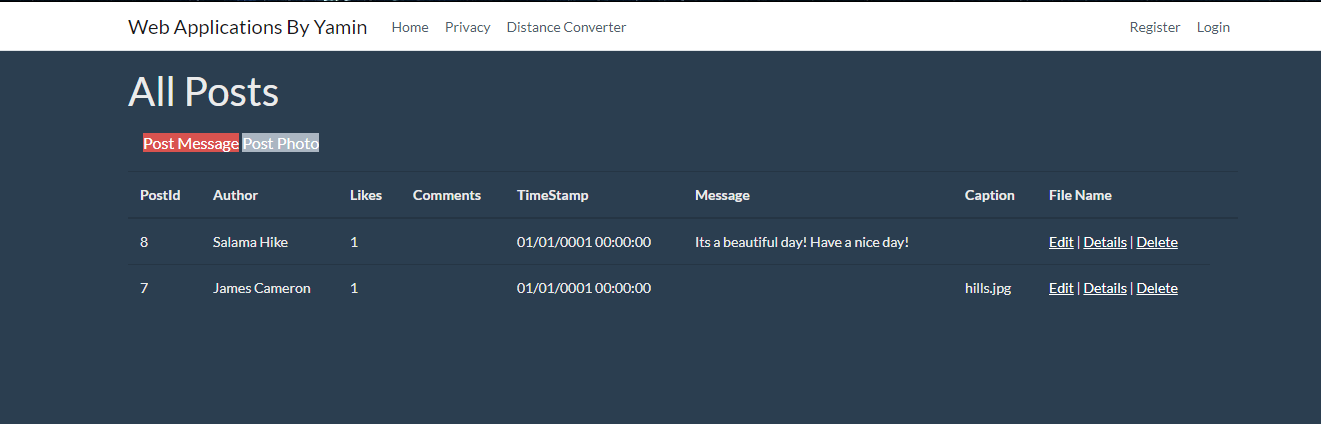 Web Applications By Yamin Home Privacy Distance Converter Register Login
All Posts
Post Message Post Photo
PostId Author Likes Comments TimeStamp Message Caption File Name
8 Salama Hike 1 01/01/0001 00:00:00 Its a beautiful day! Have a nice day! Edit | Details | Delete
7 James Cameron 1 01/01/0001 00:00:00 hills.jpg Edit | Details | Delete